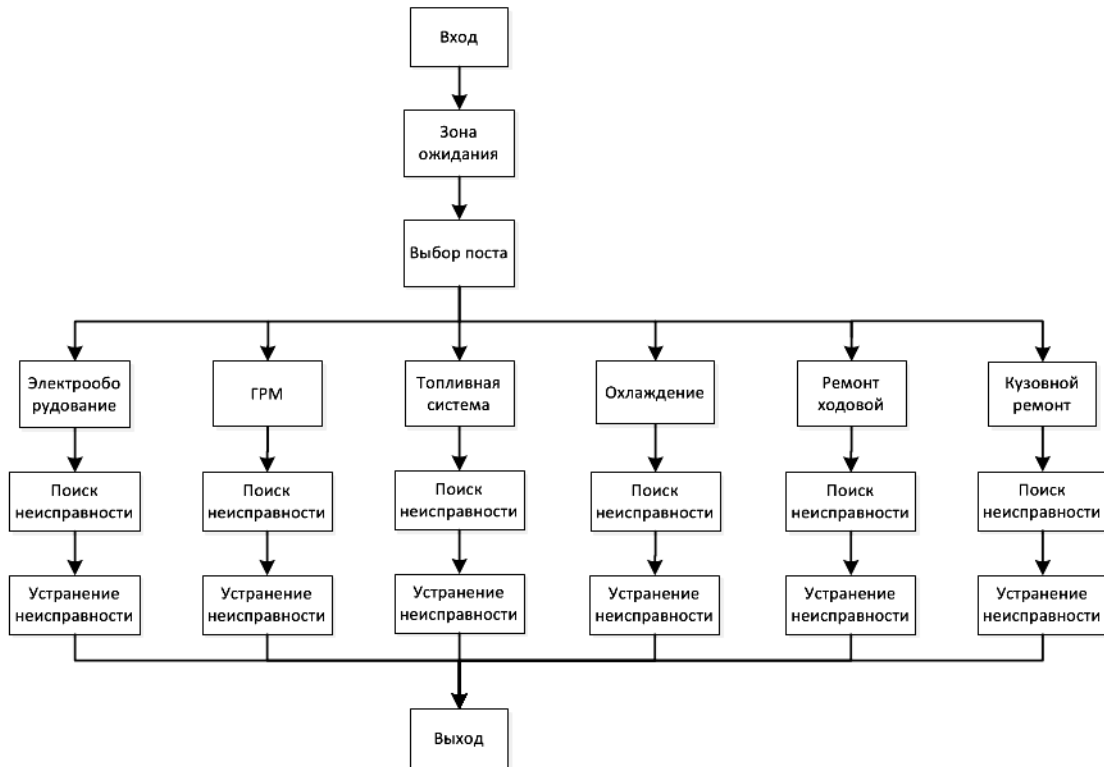 Вход
Зона
ожидания
Выбор поста
Электрообо
рудование
ГРМ
Топливная
система
Охлаждение
Ремонт
ходовой
Кузовной
ремонт
Поиск
неисправности
Поиск
неисправности
Поиск
неисправности
Поиск
неисправности
Поиск
неисправности
Поиск
неисправности
Устранение
неисправности
Устранение
неисправности
Устранение
неисправности
Устранение
неисправности
Устранение
неисправности
Устранение
неисправности
Выход